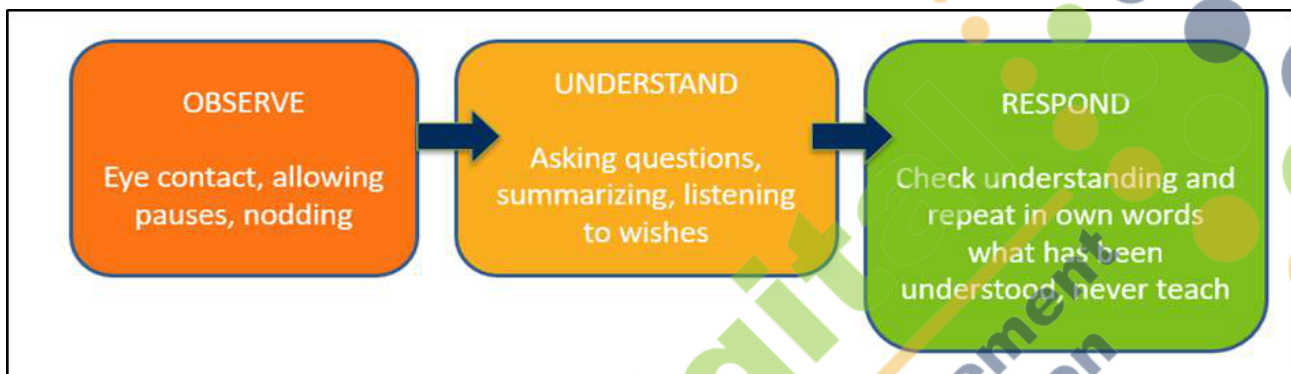 OBSERVE
Eye contact, allowing
pauses, nodding
UNDERSTAND
Asking questions,
summarizing, listening
to wishes
RESPOND
Check understanding and
repeat in own words
what has been
understood, never teach